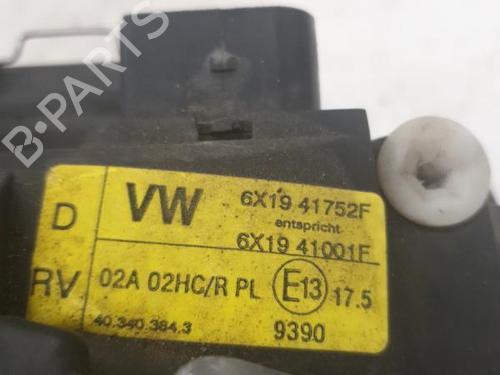 B-PARTS
VW 6X19 41752F
D entspricht
6X19 41001F
RV 02A 02HC/R PL E13 17.5
40.340.384.3 9390